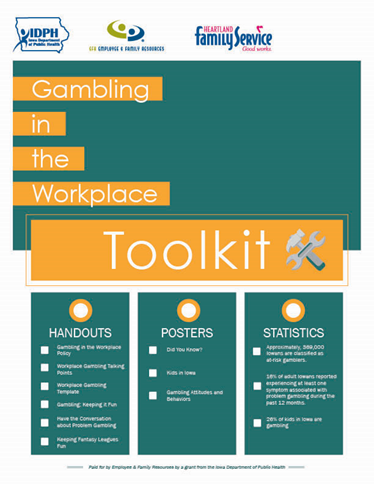 IDPH
Iowa Department
of Public Health
EFR EMPLOYEE & FAMILY RESOURCES
HEARTLAND
FAMILY SERVICE
Good works.
Gambling
in
the
Workplace
Toolkit
HANDOUTS
Gambling in the Workplace
Policy
Workplace Gambling Talking
Points
Workplace Gambling
Template
Gambling: Keeping it Fun
Have the Conversation
about Problem Gambling
Keeping Fantasy Leagues
Fun
POSTERS
Did You Know?
Kids in Iowa
Gambling Attitudes and
Behaviors
STATISTICS
Approximately, 369,000
Iowans are classified as
at-risk gamblers.
16% of adult Iowans reported
experiencing at least one
symptom associated with
problem gambling during the
past 12 months.
26% of kids in Iowa are
gambling
Paid for by Employee & Family Resources by a grant from the Iowa Department of Public Health